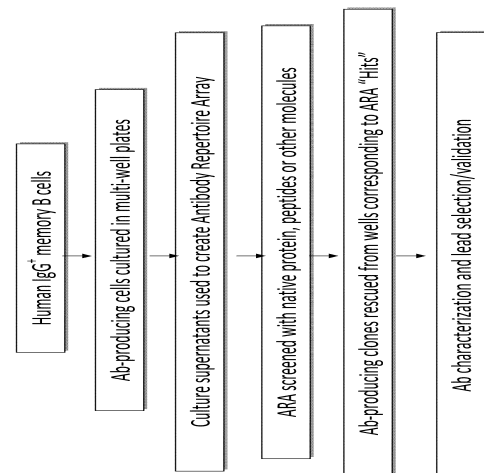 Human IgG⁺ memory B cells
Ab-producing cells cultured in multi-well plates
Culture supernatants used to create Antibody Repertoire Array
ARA screened with native protein, peptides or other molecules
Ab-producing clones rescued from wells corresponding to ARA “Hits”
Ab characterization and lead selection/validation